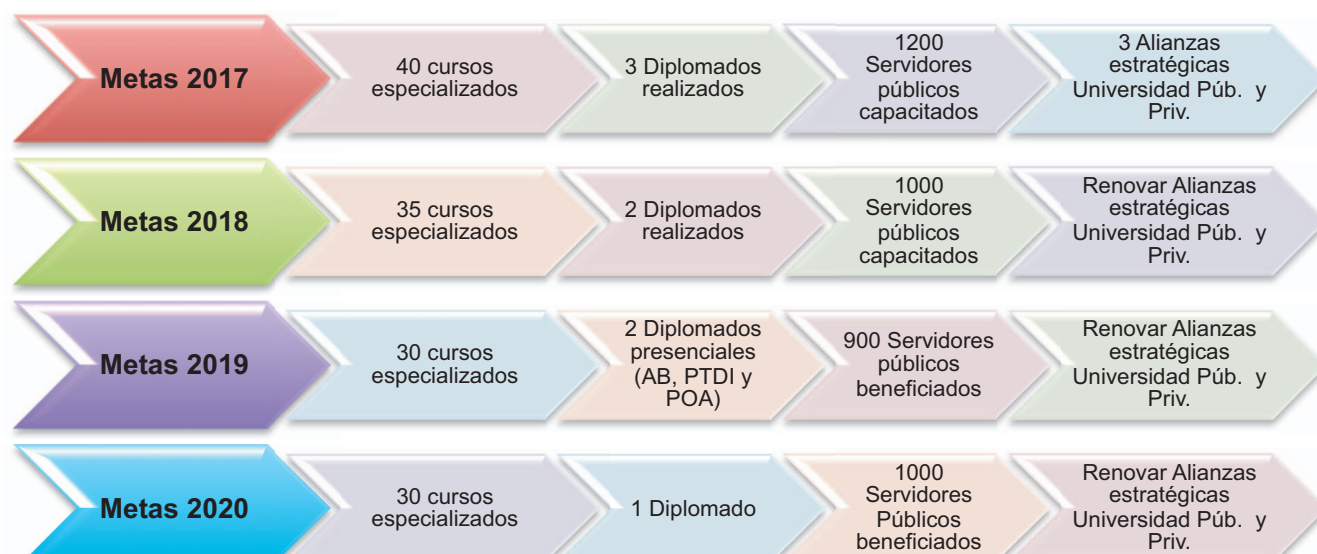 Metas 2017
40 cursos
especializados
3 Diplomados
realizados
1200
Servidores
públicos
capacitados
3 Alianzas
estratégicas
Universidad Púb. y
Priv.
Metas 2018
35 cursos
especializados
2 Diplomados
realizados
1000
Servidores
públicos
capacitados
Renovar Alianzas
estratégicas
Universidad Púb. y
Priv.
Metas 2019
30 cursos
especializados
2 Diplomados
presenciales
(AB, PTDI y
POA)
900 Servidores
públicos
beneficiados
Renovar Alianzas
estratégicas
Universidad Púb. y
Priv.
Metas 2020
30 cursos
especializados
1 Diplomado
1000
Servidores
Públicos
beneficiados
Renovar Alianzas
estratégicas
Universidad Púb. y
Priv.